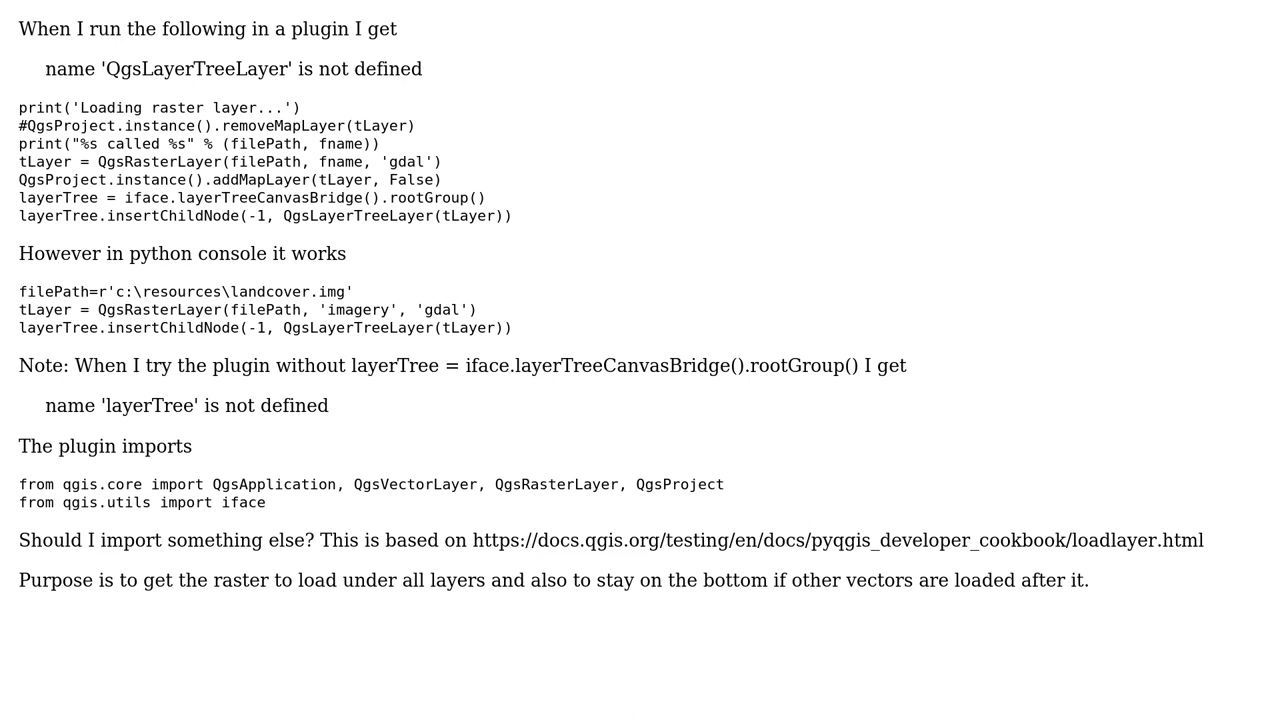 When I run the following in a plugin I get
name 'QgsLayerTreeLayer' is not defined
print('Loading raster layer...')
#QgsProject.instance().removeMapLayer(tLayer)
print("%s called %s" % (filePath, fname))
tLayer = QgsRasterLayer(filePath, fname, 'gdal')
QgsProject.instance().addMapLayer(tLayer, False)
layerTree = iface.layerTreeCanvasBridge().rootGroup()
layerTree.insertChildNode(-1, QgsLayerTreeLayer(tLayer))
However in python console it works
filePath=r'c:\resources\landcover.img'
tLayer = QgsRasterLayer(filePath, 'imagery', 'gdal')
layerTree.insertChildNode(-1, QgsLayerTreeLayer(tLayer))
Note: When I try the plugin without layerTree = iface.layerTreeCanvasBridge().rootGroup() I get
name 'layerTree' is not defined
The plugin imports
from qgis.core import QgsApplication, QgsVectorLayer, QgsRasterLayer, QgsProject
from qgis.utils import iface
Should I import something else? This is based on https://docs.qgis.org/testing/en/docs/pyqgis_developer_cookbook/loadlayer.html
Purpose is to get the raster to load under all layers and also to stay on the bottom if other vectors are loaded after it.